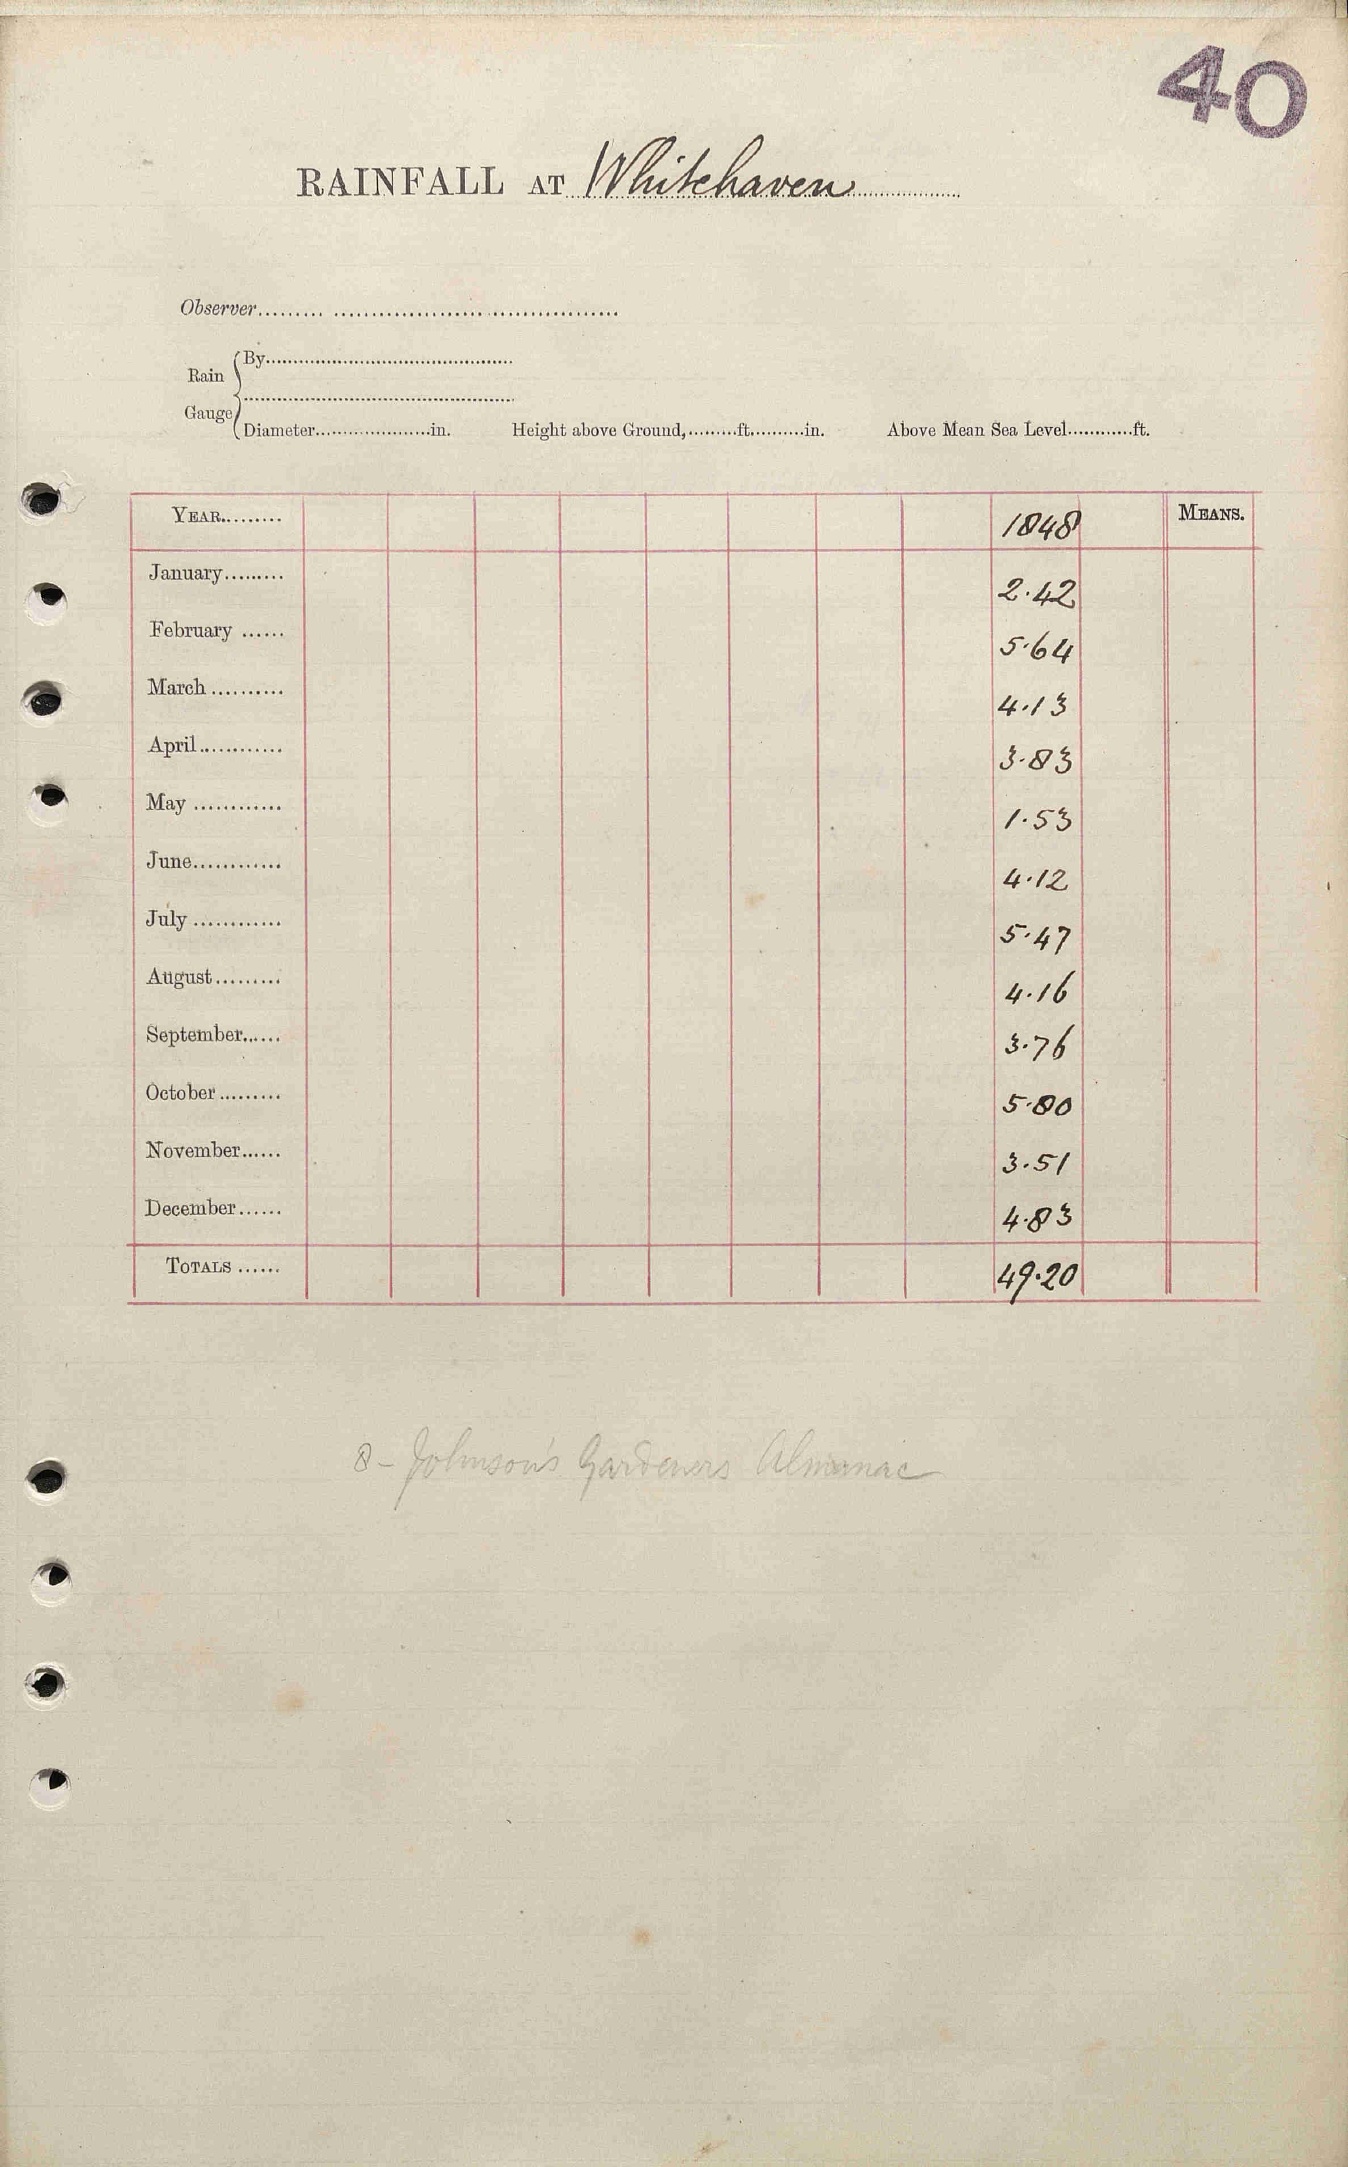 40
RAINFALL AT Whitehaven
Observer
Rain Gauge By
Diameter in. Height above Ground, ft. in. Above Mean Sea Level ft.
YEAR 1848 MEANS.
January 2.42
February 5.64
March 4.13
April 3.83
May 1.53
June 4.12
July 5.47
August 4.16
September 3.76
October 5.80
November 3.51
December 4.83
TOTALS 49.20
8 - Johnson's Gardeners Almanac